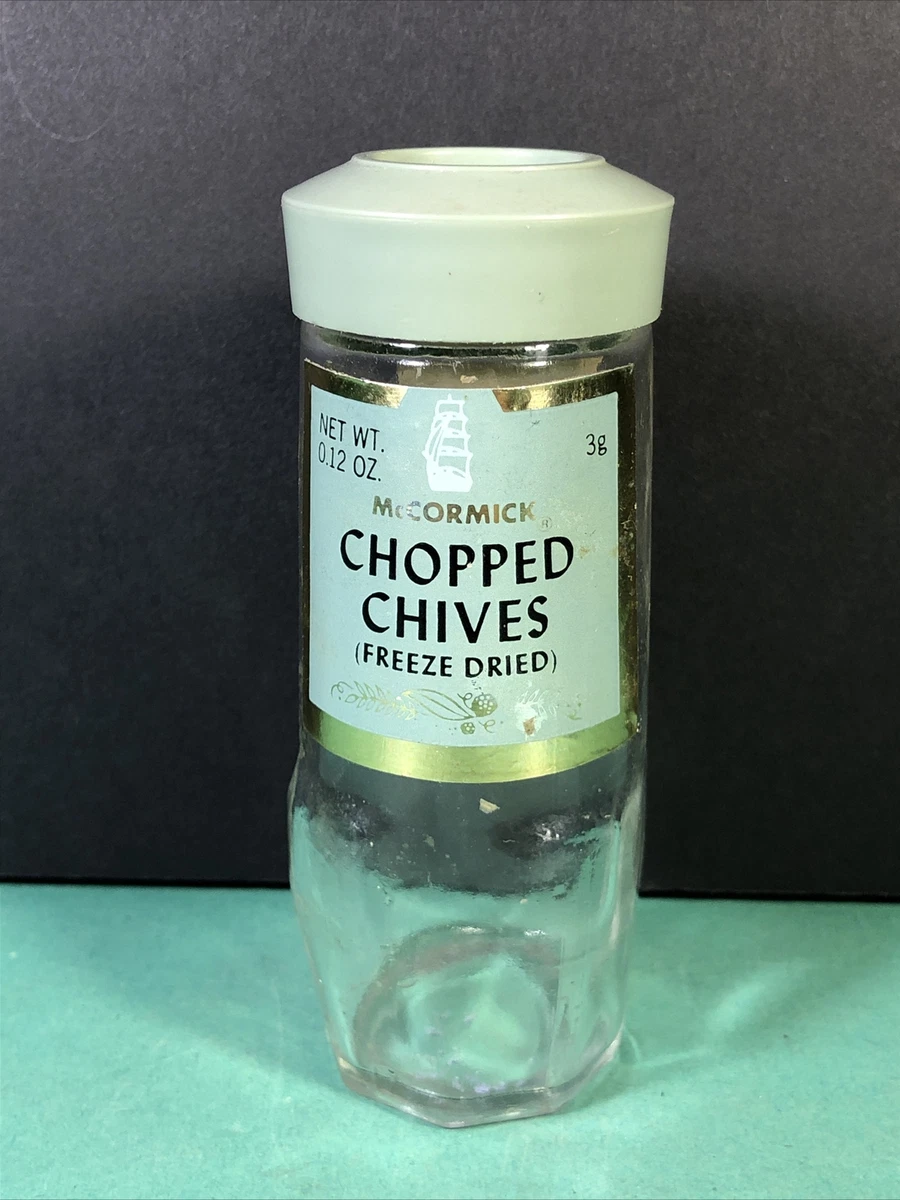 NET WT.
0.12 OZ.
3g
McCORMICK®
CHOPPED
CHIVES
(FREEZE DRIED)